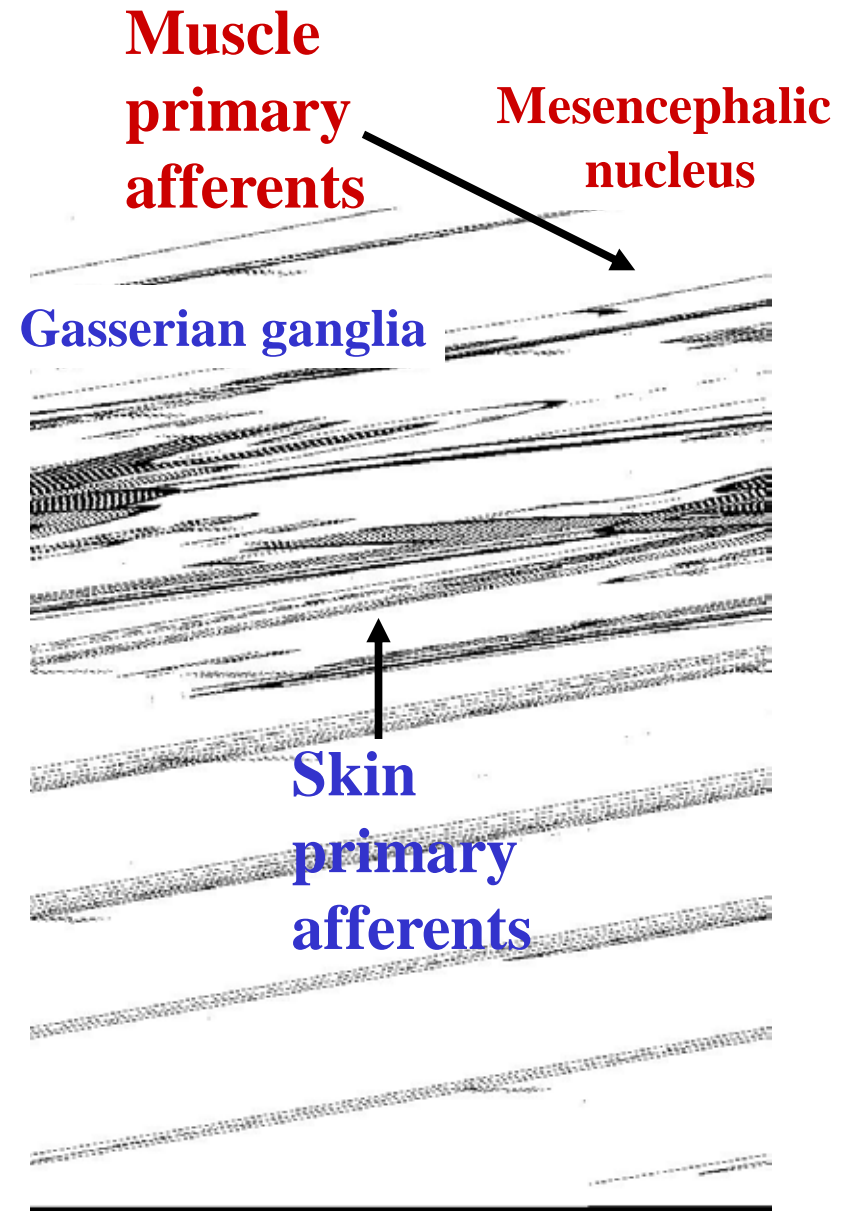 Muscle
primary
afferents
Mesencephalic
nucleus
Gasserian ganglia
Skin
primary
afferents